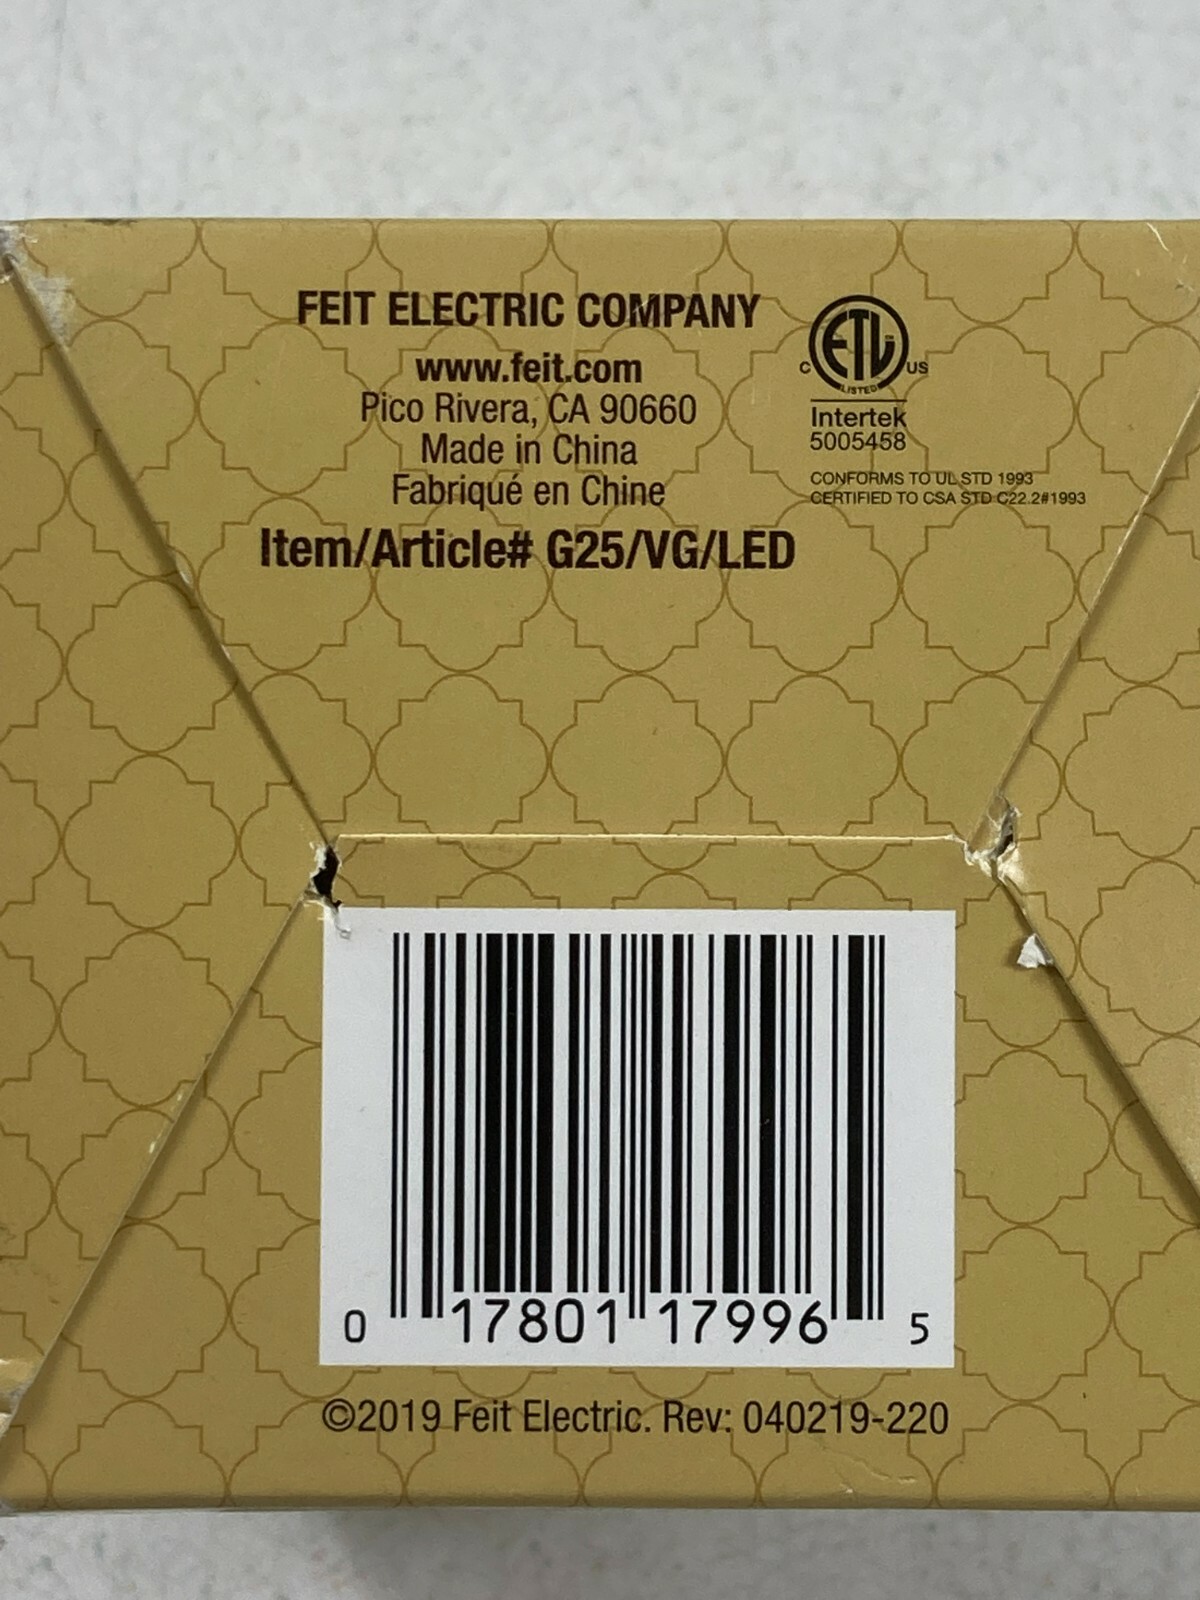 FEIT ELECTRIC COMPANY
www.feit.com
Pico Rivera, CA 90660
Made in China
Fabriqué en Chine
Item/Article# G25/VG/LED
ETL™
C US
LISTED
Intertek
5005458
CONFORMS TO UL STD 1993
CERTIFIED TO CSA STD C22.2#1993
0 17801 17996 5
©2019 Feit Electric. Rev: 040219-220